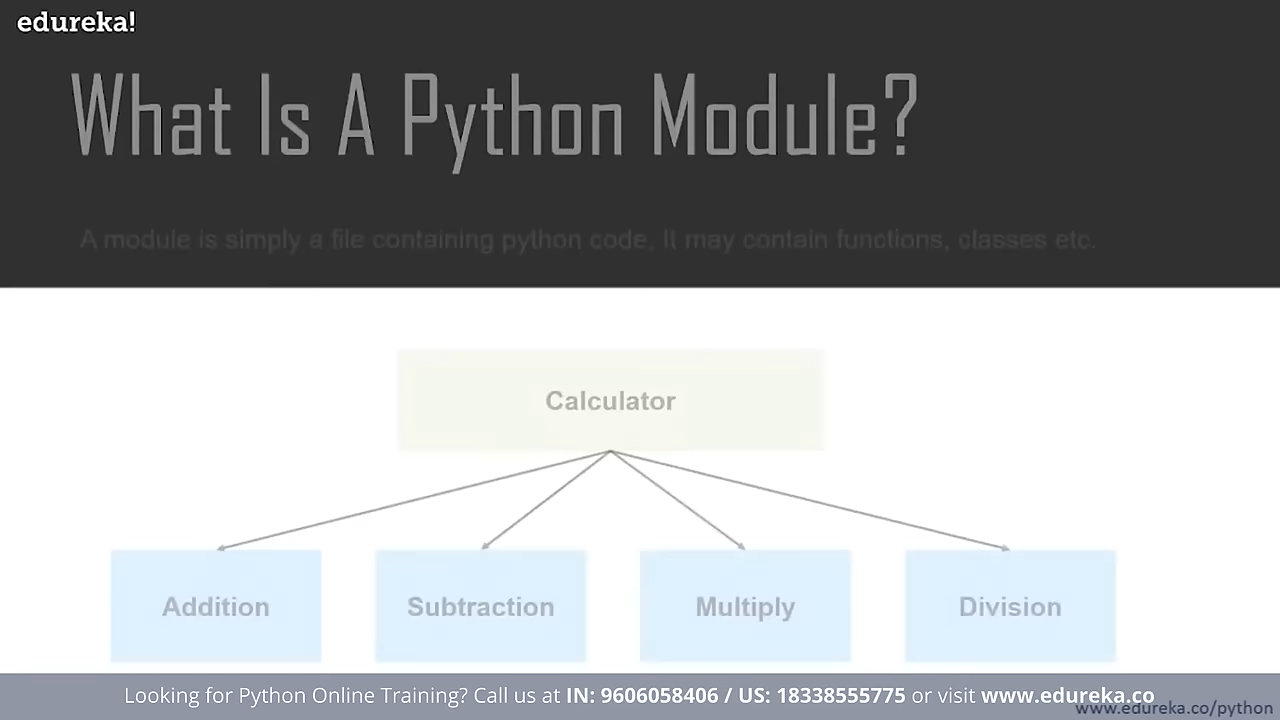 edureka!
What Is A Python Module?
A module is simply a file containing python code. It may contain functions, classes etc.
Calculator
Addition Subtraction Multiply Division
Looking for Python Online Training? Call us at IN: 9606058406 / US: 18338555775 or visit www.edureka.co
www.edureka.co/python